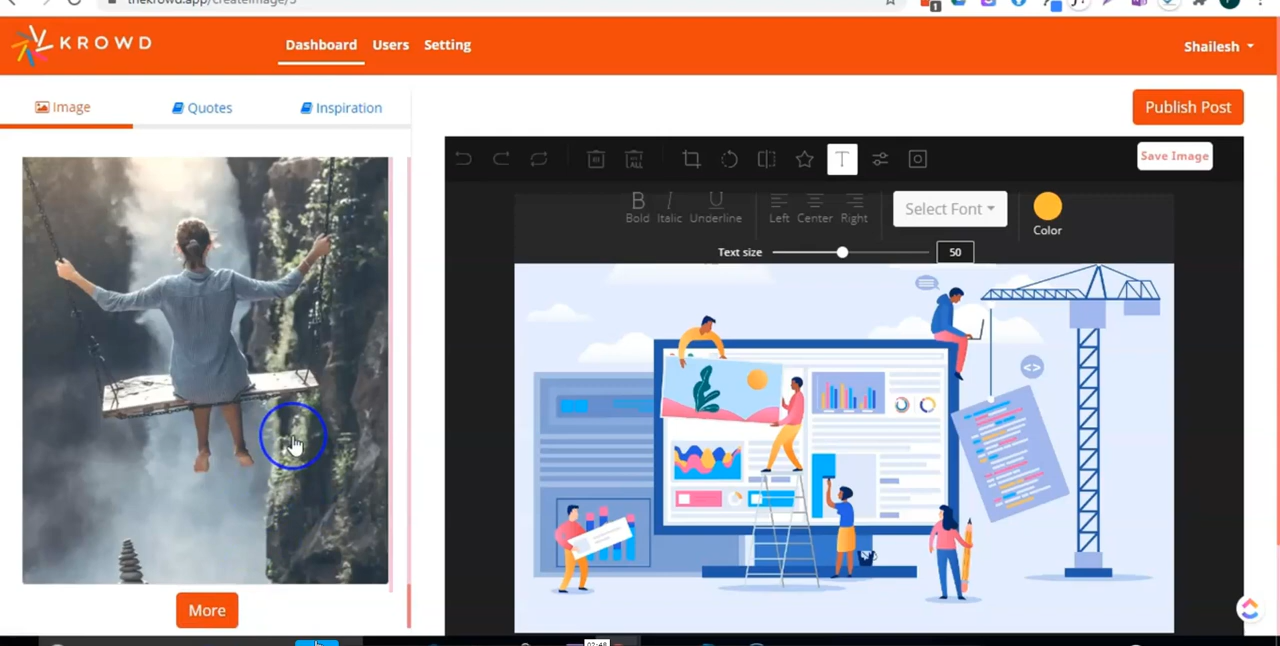 thekrowd.app/createimage/3
KROWD
Dashboard
Users
Setting
Shailesh
Image
Quotes
Inspiration
Publish Post
ALL
T
Save Image
B
I
U
Bold
Italic
Underline
Left
Center
Right
Select Font
Color
Text size
50
<>
More